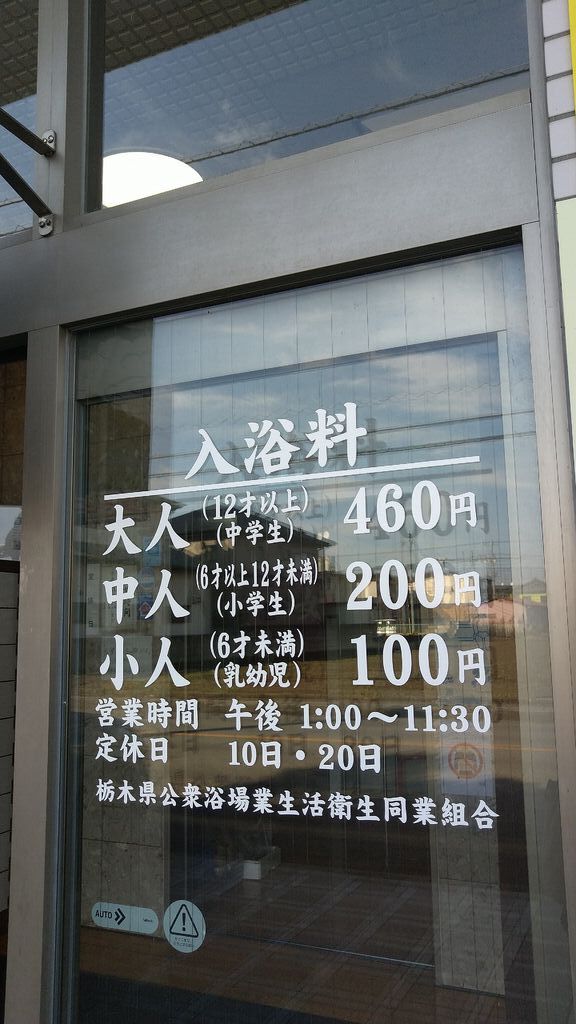 入浴料
大人 (12才以上) (中学生) 460円
中人 (6才以上12才未満) (小学生) 200円
小人 (6才未満) (乳幼児) 100円
営業時間 午後 1:00〜11:30
定休日 10日・20日
栃木県公衆浴場業生活衛生同業組合
AUTO